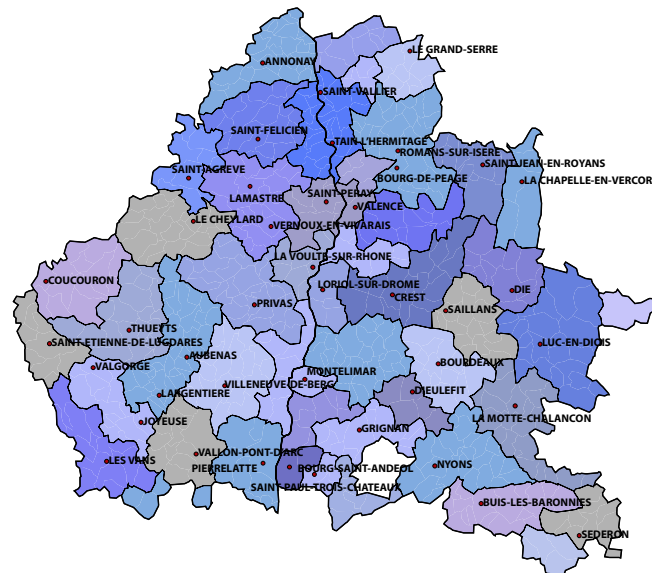 LE GRAND-SERRE
ANNONAY
SAINT-VALLIER
SAINT-FELICIEN
TAIN-L'HERMITAGE
ROMANS-SUR-ISERE
SAINT-JEAN-EN-ROYANS
SAINT-AGREVE
BOURG-DE-PEAGE
LA CHAPELLE-EN-VERCOR
LAMASTRE
SAINT-PERAY
VALENCE
LE CHEYLARD
VERNOUX-EN-VIVARAIS
LA VOULTE-SUR-RHONE
COUCOURON
LORIOL-SUR-DROME
DIE
CREST
PRIVAS
SAILLANS
THUEYTS
SAINT-ETIENNE-DE-LUGDARES
LUC-EN-DIOIS
AUBENAS
VALGORGE
BOURDEAUX
MONTELIMAR
VILLENEUVE-DE-BERG
LARGENTIERE
DIEULEFIT
LA MOTTE-CHALANCON
JOYEUSE
GRIGNAN
VALLON-PONT-D'ARC
LES VANS
PIERRELATTE
BOURG-SAINT-ANDEOL
NYONS
SAINT-PAUL-TROIS-CHATEAUX
BUIS-LES-BARONNIES
SEDERON